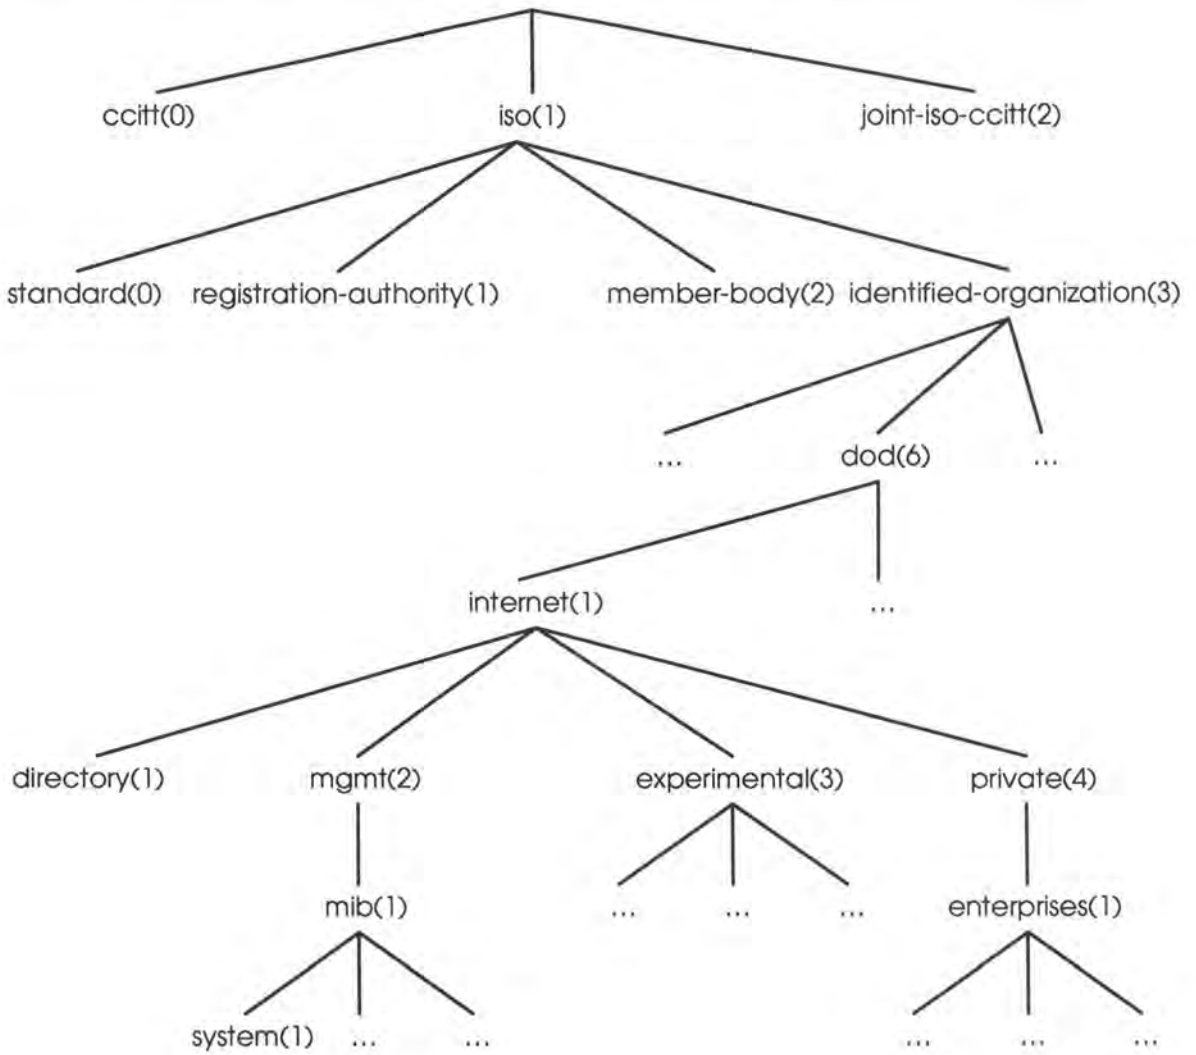 ccitt(0) iso(1) joint-iso-ccitt(2)
standard(0) registration-authority(1) member-body(2) identified-organization(3)
... dod(6) ...
internet(1) ...
directory(1) mgmt(2) experimental(3) private(4)
mib(1) ... ... ... enterprises(1)
system(1) ... ... ... ... ...